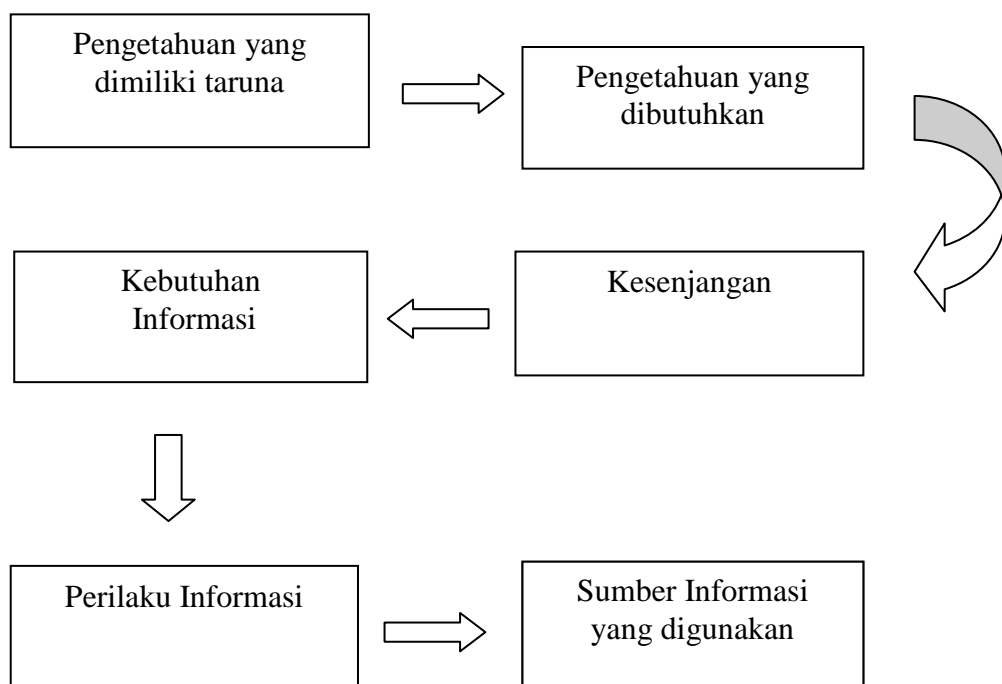 Pengetahuan yang
dimiliki taruna
Pengetahuan yang
dibutuhkan
Kesenjangan
Kebutuhan
Informasi
Perilaku Informasi
Sumber Informasi
yang digunakan